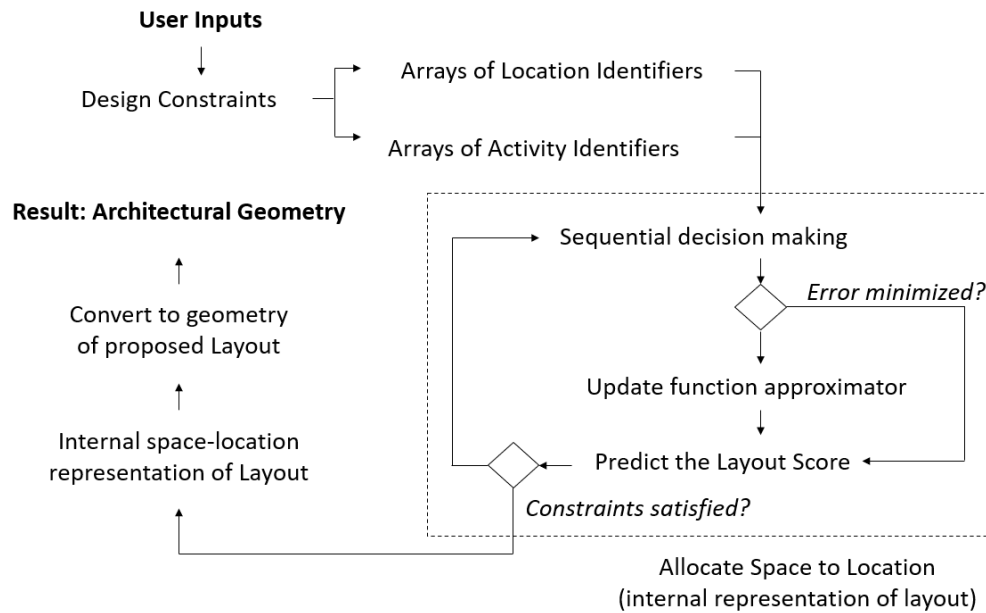 User Inputs
Design Constraints
Arrays of Location Identifiers
Arrays of Activity Identifiers
Result: Architectural Geometry
Sequential decision making
Error minimized?
Convert to geometry
of proposed Layout
Update function approximator
Internal space-location
representation of Layout
Predict the Layout Score
Constraints satisfied?
Allocate Space to Location
(internal representation of layout)